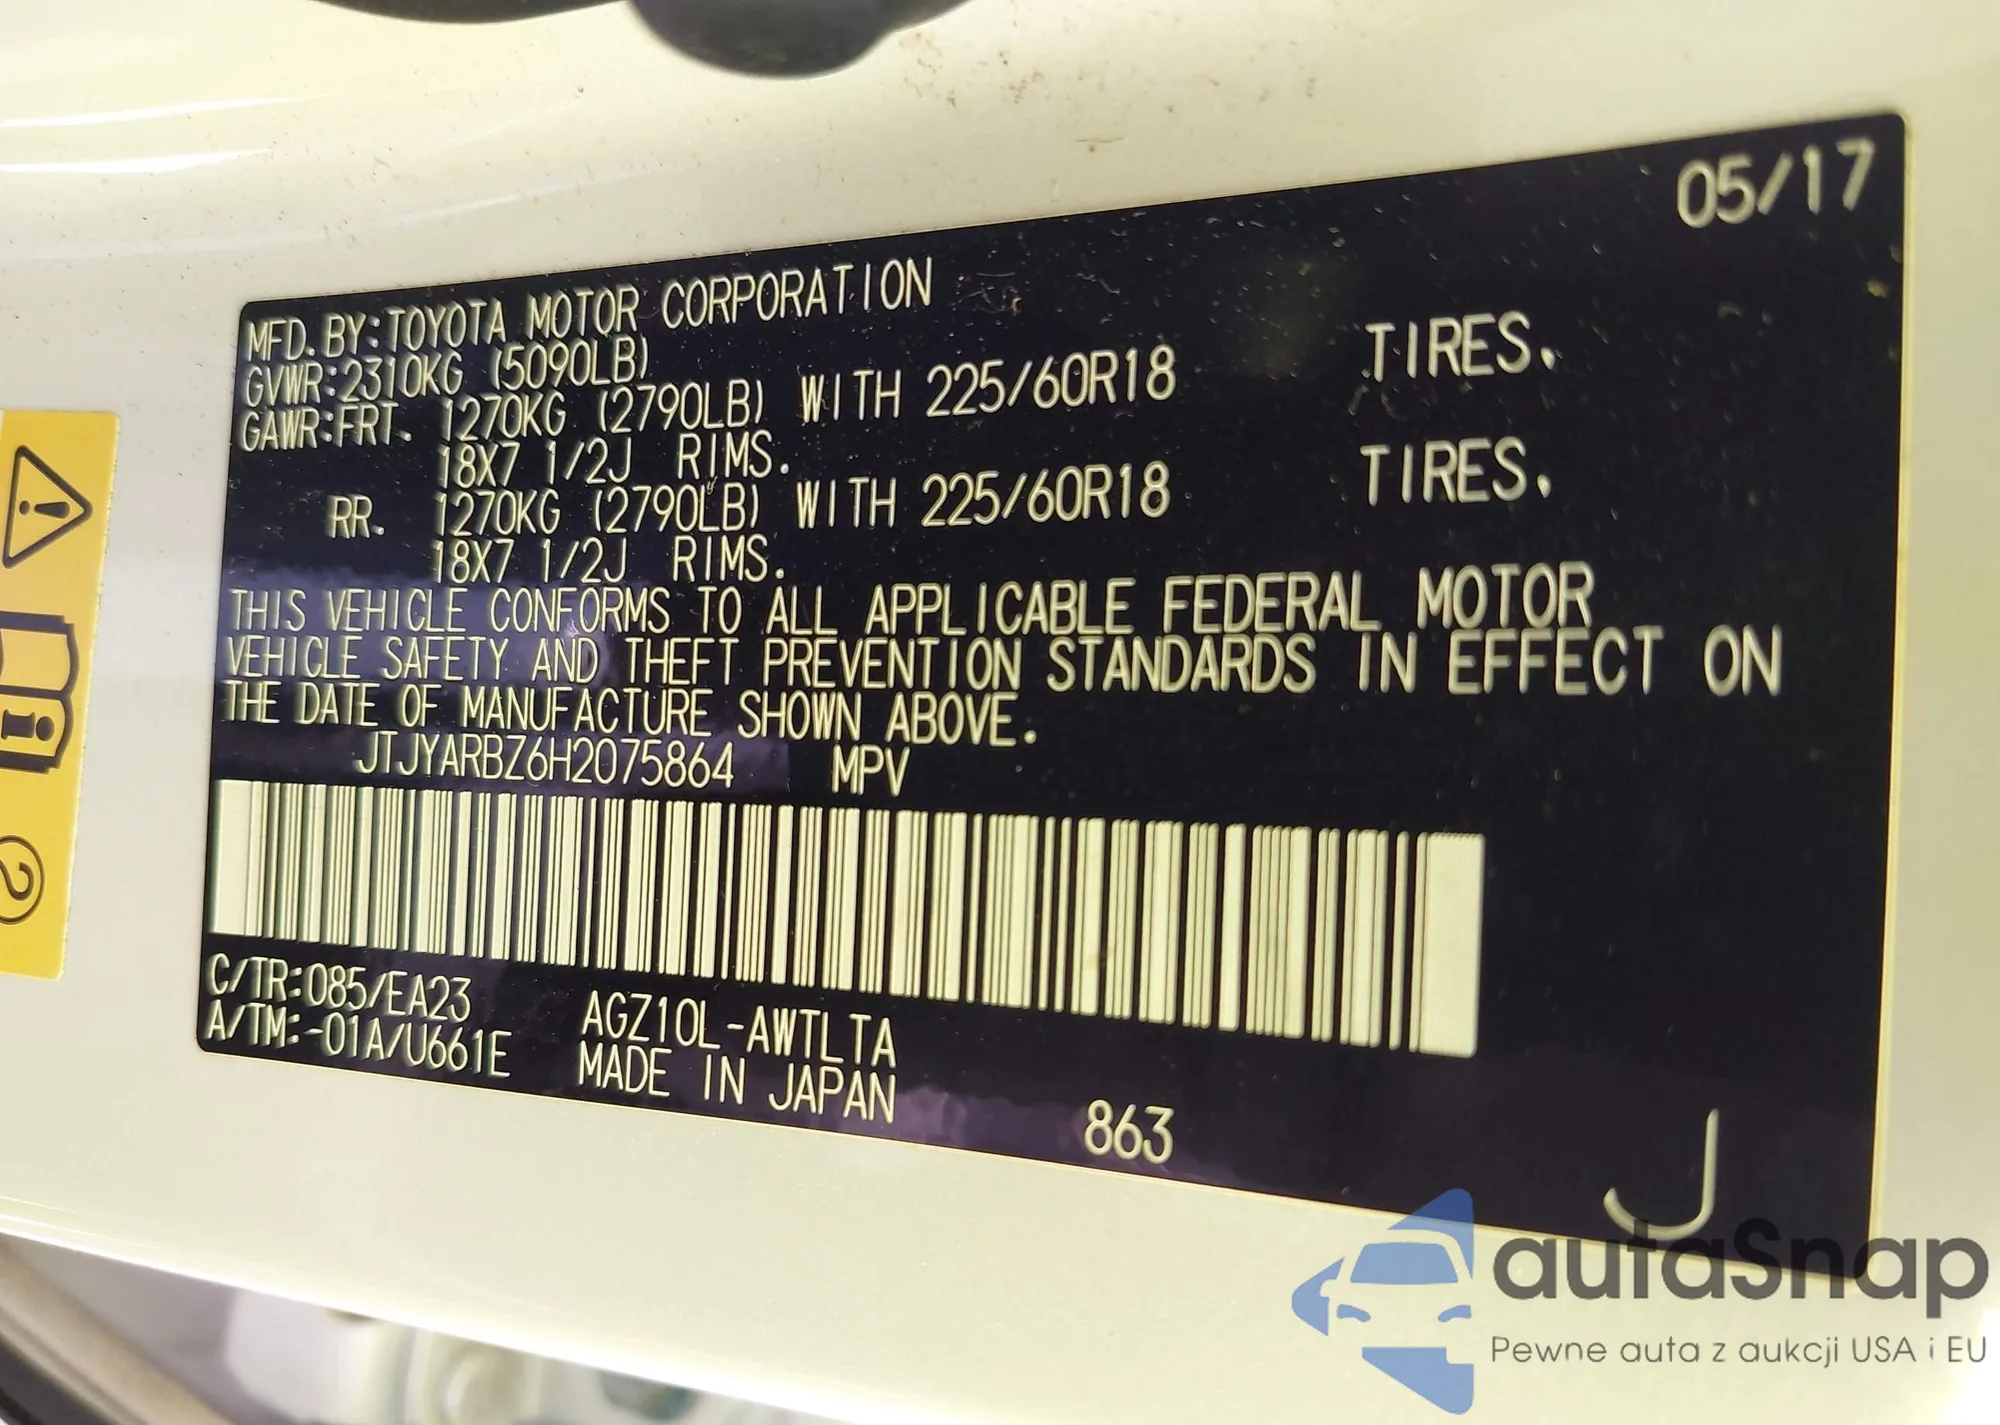 05/17
MFD. BY:TOYOTA MOTOR CORPORATION
GVWR:2310KG (5090LB)
GAWR:FRT. 1270KG (2790LB) WITH 225/60R18 TIRES.
18X7 1/2J RIMS.
RR. 1270KG (2790LB) WITH 225/60R18 TIRES.
18X7 1/2J RIMS.
THIS VEHICLE CONFORMS TO ALL APPLICABLE FEDERAL MOTOR
VEHICLE SAFETY AND THEFT PREVENTION STANDARDS IN EFFECT ON
THE DATE OF MANUFACTURE SHOWN ABOVE.
JTJYARBZ6H2075864 MPV
C/TR:085/EA23
A/TM:-01A/U661E
AGZ10L-AWTLTA
MADE IN JAPAN
863
J
2
autaSnap
Pewne auta z aukcji USA i EU